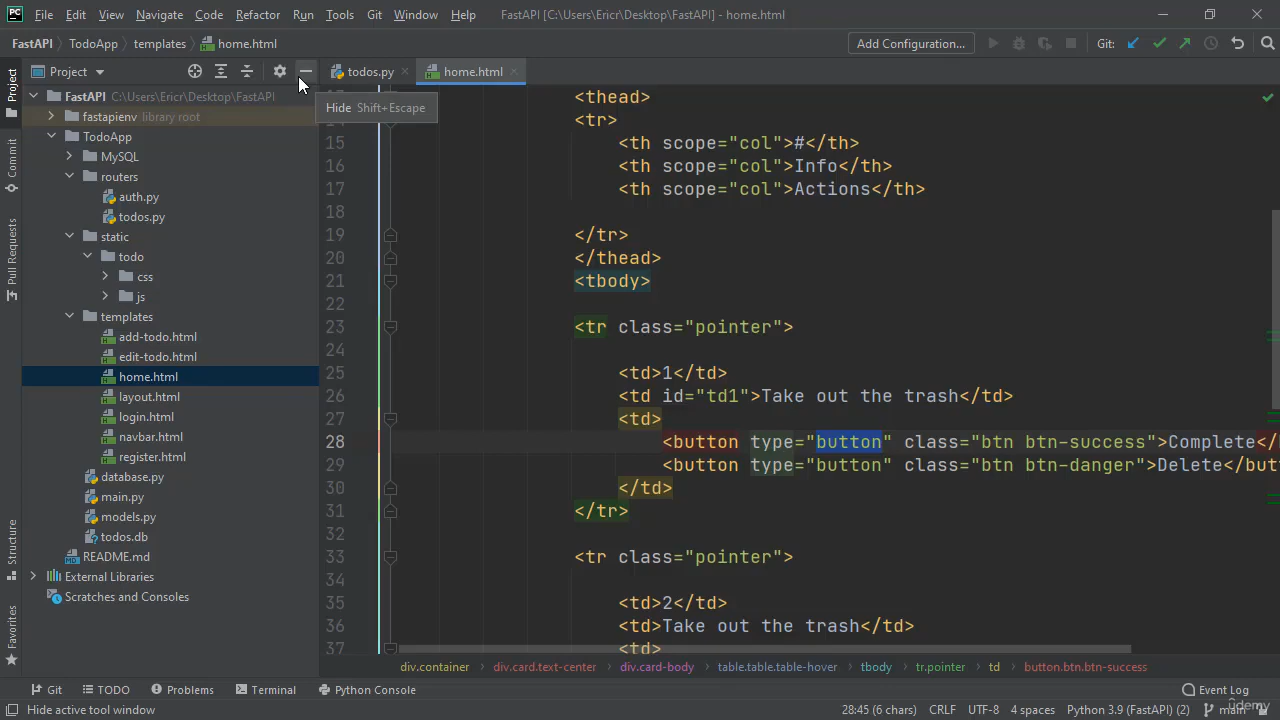 PC File Edit View Navigate Code Refactor Run Tools Git Window Help FastAPI [C:\Users\Ericr\Desktop\FastAPI] - home.html
FastAPI TodoApp templates home.html Add Configuration... Git:
Project todos.py home.html
Hide Shift+Escape
Project
Commit
Pull Requests
Structure
Favorites
FastAPI C:\Users\Ericr\Desktop\FastAPI
fastapienv library root
TodoApp
MySQL
routers
auth.py
todos.py
static
todo
css
js
templates
add-todo.html
edit-todo.html
home.html
layout.html
login.html
navbar.html
register.html
database.py
main.py
models.py
todos.db
README.md
External Libraries
Scratches and Consoles
<thead>
<tr>
15 <th scope="col">#</th>
16 <th scope="col">Info</th>
17 <th scope="col">Actions</th>
18
19 </tr>
20 </thead>
21 <tbody>
22
23 <tr class="pointer">
24
25 <td>1</td>
26 <td id="td1">Take out the trash</td>
27 <td>
28 <button type="button" class="btn btn-success">Complete</
29 <button type="button" class="btn btn-danger">Delete</butt
30 </td>
31 </tr>
32
33 <tr class="pointer">
34
35 <td>2</td>
36 <td>Take out the trash</td>
37 <td>
div.container div.card.text-center div.card-body table.table.table-hover tbody tr.pointer td button.btn.btn-success
Git TODO Problems Terminal Python Console Event Log
Hide active tool window 28:45 (6 chars) CRLF UTF-8 4 spaces Python 3.9 (FastAPI) (2) main
udemy